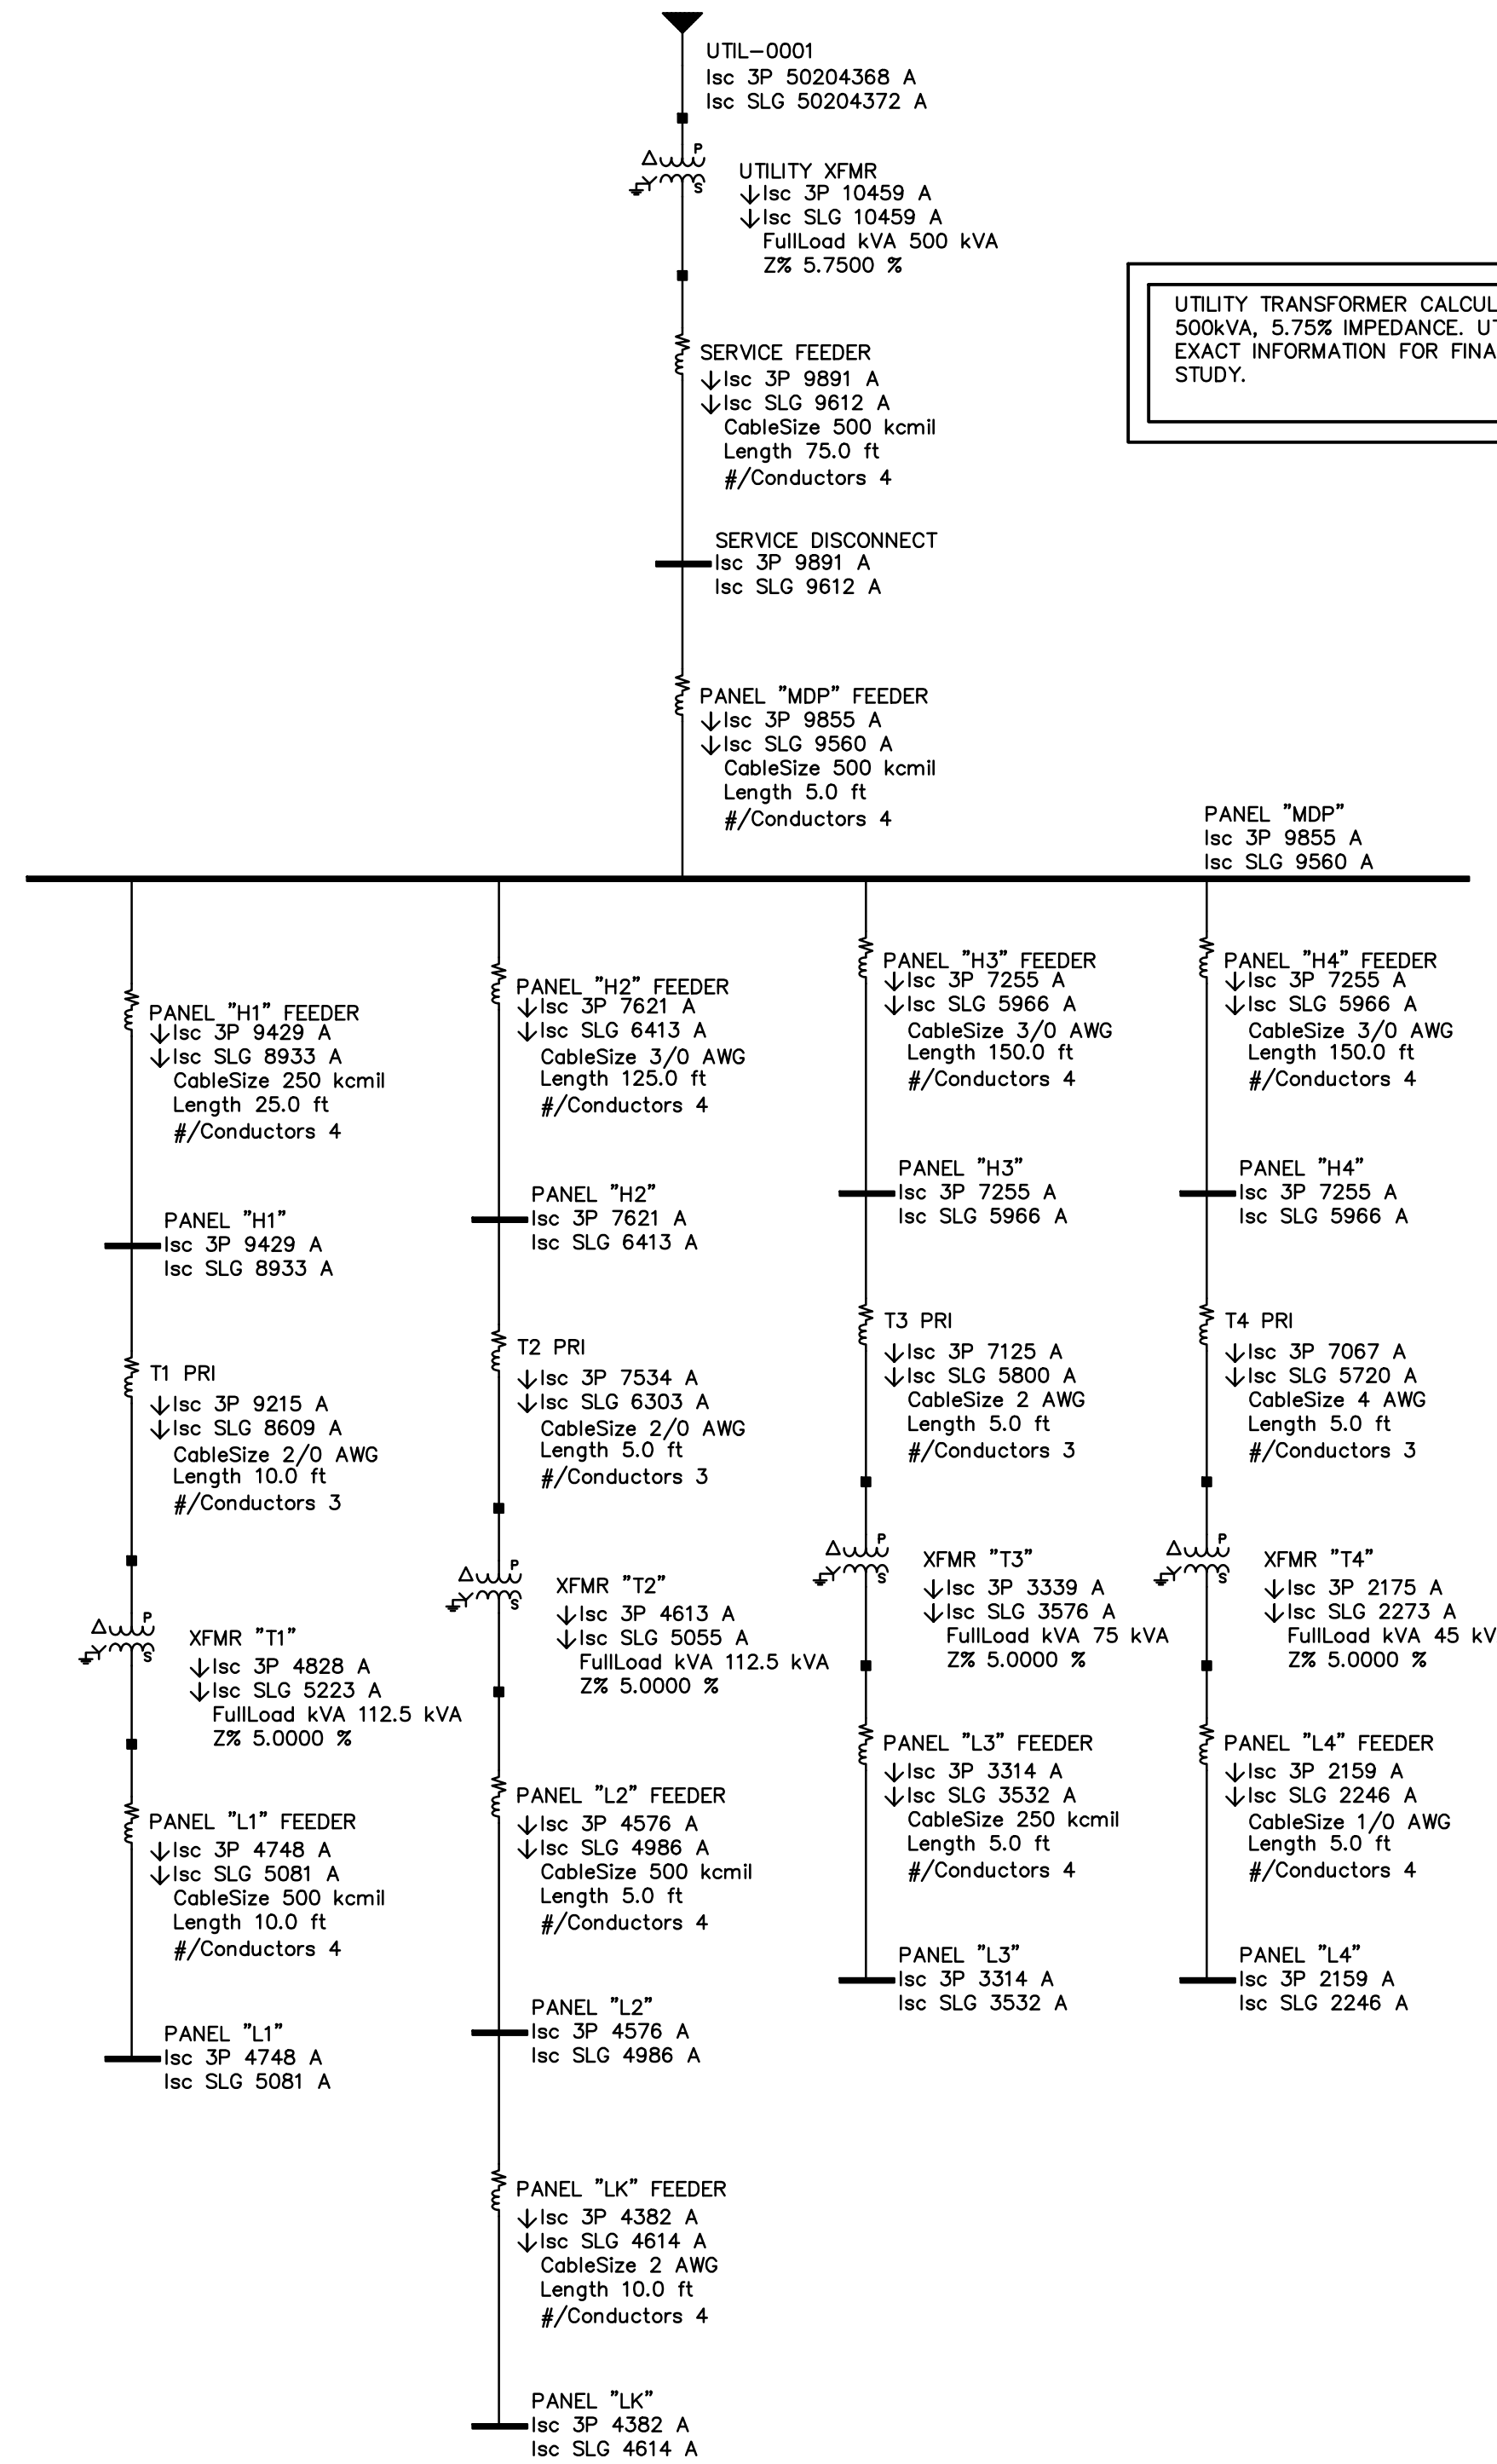 UTIL-0001
Isc 3P 50204368 A
Isc SLG 50204372 A
P
S
UTILITY XFMR
Isc 3P 10459 A
Isc SLG 10459 A
FullLoad kVA 500 kVA
Z% 5.7500 %
UTILITY TRANSFORMER CALCUL
500kVA, 5.75% IMPEDANCE. UT
EXACT INFORMATION FOR FINA
STUDY.
SERVICE FEEDER
Isc 3P 9891 A
Isc SLG 9612 A
CableSize 500 kcmil
Length 75.0 ft
#/Conductors 4
SERVICE DISCONNECT
Isc 3P 9891 A
Isc SLG 9612 A
PANEL "MDP" FEEDER
Isc 3P 9855 A
Isc SLG 9560 A
CableSize 500 kcmil
Length 5.0 ft
#/Conductors 4
PANEL "MDP"
Isc 3P 9855 A
Isc SLG 9560 A
PANEL "H1" FEEDER
Isc 3P 9429 A
Isc SLG 8933 A
CableSize 250 kcmil
Length 25.0 ft
#/Conductors 4
PANEL "H1"
Isc 3P 9429 A
Isc SLG 8933 A
T1 PRI
Isc 3P 9215 A
Isc SLG 8609 A
CableSize 2/0 AWG
Length 10.0 ft
#/Conductors 3
P
S
XFMR "T1"
Isc 3P 4828 A
Isc SLG 5223 A
FullLoad kVA 112.5 kVA
Z% 5.0000 %
PANEL "L1" FEEDER
Isc 3P 4748 A
Isc SLG 5081 A
CableSize 500 kcmil
Length 10.0 ft
#/Conductors 4
PANEL "L1"
Isc 3P 4748 A
Isc SLG 5081 A
PANEL "H2" FEEDER
Isc 3P 7621 A
Isc SLG 6413 A
CableSize 3/0 AWG
Length 125.0 ft
#/Conductors 4
PANEL "H2"
Isc 3P 7621 A
Isc SLG 6413 A
T2 PRI
Isc 3P 7534 A
Isc SLG 6303 A
CableSize 2/0 AWG
Length 5.0 ft
#/Conductors 3
P
S
XFMR "T2"
Isc 3P 4613 A
Isc SLG 5055 A
FullLoad kVA 112.5 kVA
Z% 5.0000 %
PANEL "L2" FEEDER
Isc 3P 4576 A
Isc SLG 4986 A
CableSize 500 kcmil
Length 5.0 ft
#/Conductors 4
PANEL "L2"
Isc 3P 4576 A
Isc SLG 4986 A
PANEL "LK" FEEDER
Isc 3P 4382 A
Isc SLG 4614 A
CableSize 2 AWG
Length 10.0 ft
#/Conductors 4
PANEL "LK"
Isc 3P 4382 A
Isc SLG 4614 A
PANEL "H3" FEEDER
Isc 3P 7255 A
Isc SLG 5966 A
CableSize 3/0 AWG
Length 150.0 ft
#/Conductors 4
PANEL "H3"
Isc 3P 7255 A
Isc SLG 5966 A
T3 PRI
Isc 3P 7125 A
Isc SLG 5800 A
CableSize 2 AWG
Length 5.0 ft
#/Conductors 3
P
S
XFMR "T3"
Isc 3P 3339 A
Isc SLG 3576 A
FullLoad kVA 75 kVA
Z% 5.0000 %
PANEL "L3" FEEDER
Isc 3P 3314 A
Isc SLG 3532 A
CableSize 250 kcmil
Length 5.0 ft
#/Conductors 4
PANEL "L3"
Isc 3P 3314 A
Isc SLG 3532 A
PANEL "H4" FEEDER
Isc 3P 7255 A
Isc SLG 5966 A
CableSize 3/0 AWG
Length 150.0 ft
#/Conductors 4
PANEL "H4"
Isc 3P 7255 A
Isc SLG 5966 A
T4 PRI
Isc 3P 7067 A
Isc SLG 5720 A
CableSize 4 AWG
Length 5.0 ft
#/Conductors 3
P
S
XFMR "T4"
Isc 3P 2175 A
Isc SLG 2273 A
FullLoad kVA 45 kV
Z% 5.0000 %
PANEL "L4" FEEDER
Isc 3P 2159 A
Isc SLG 2246 A
CableSize 1/0 AWG
Length 5.0 ft
#/Conductors 4
PANEL "L4"
Isc 3P 2159 A
Isc SLG 2246 A